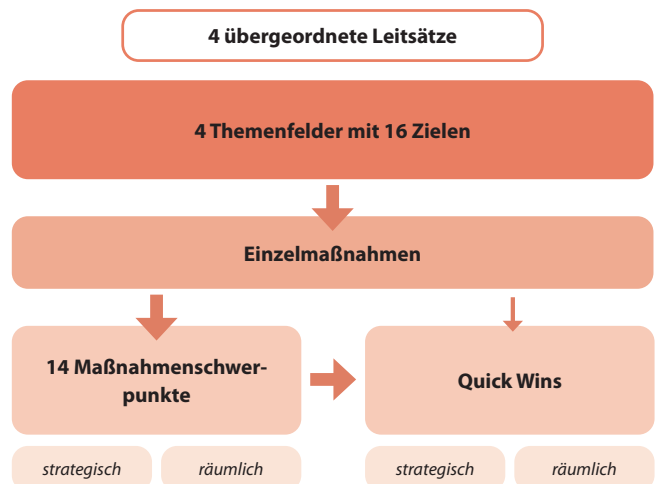 4 übergeordnete Leitsätze
4 Themenfelder mit 16 Zielen
Einzelmaßnahmen
14 Maßnahmenschwer-
punkte
Quick Wins
strategisch
räumlich
strategisch
räumlich